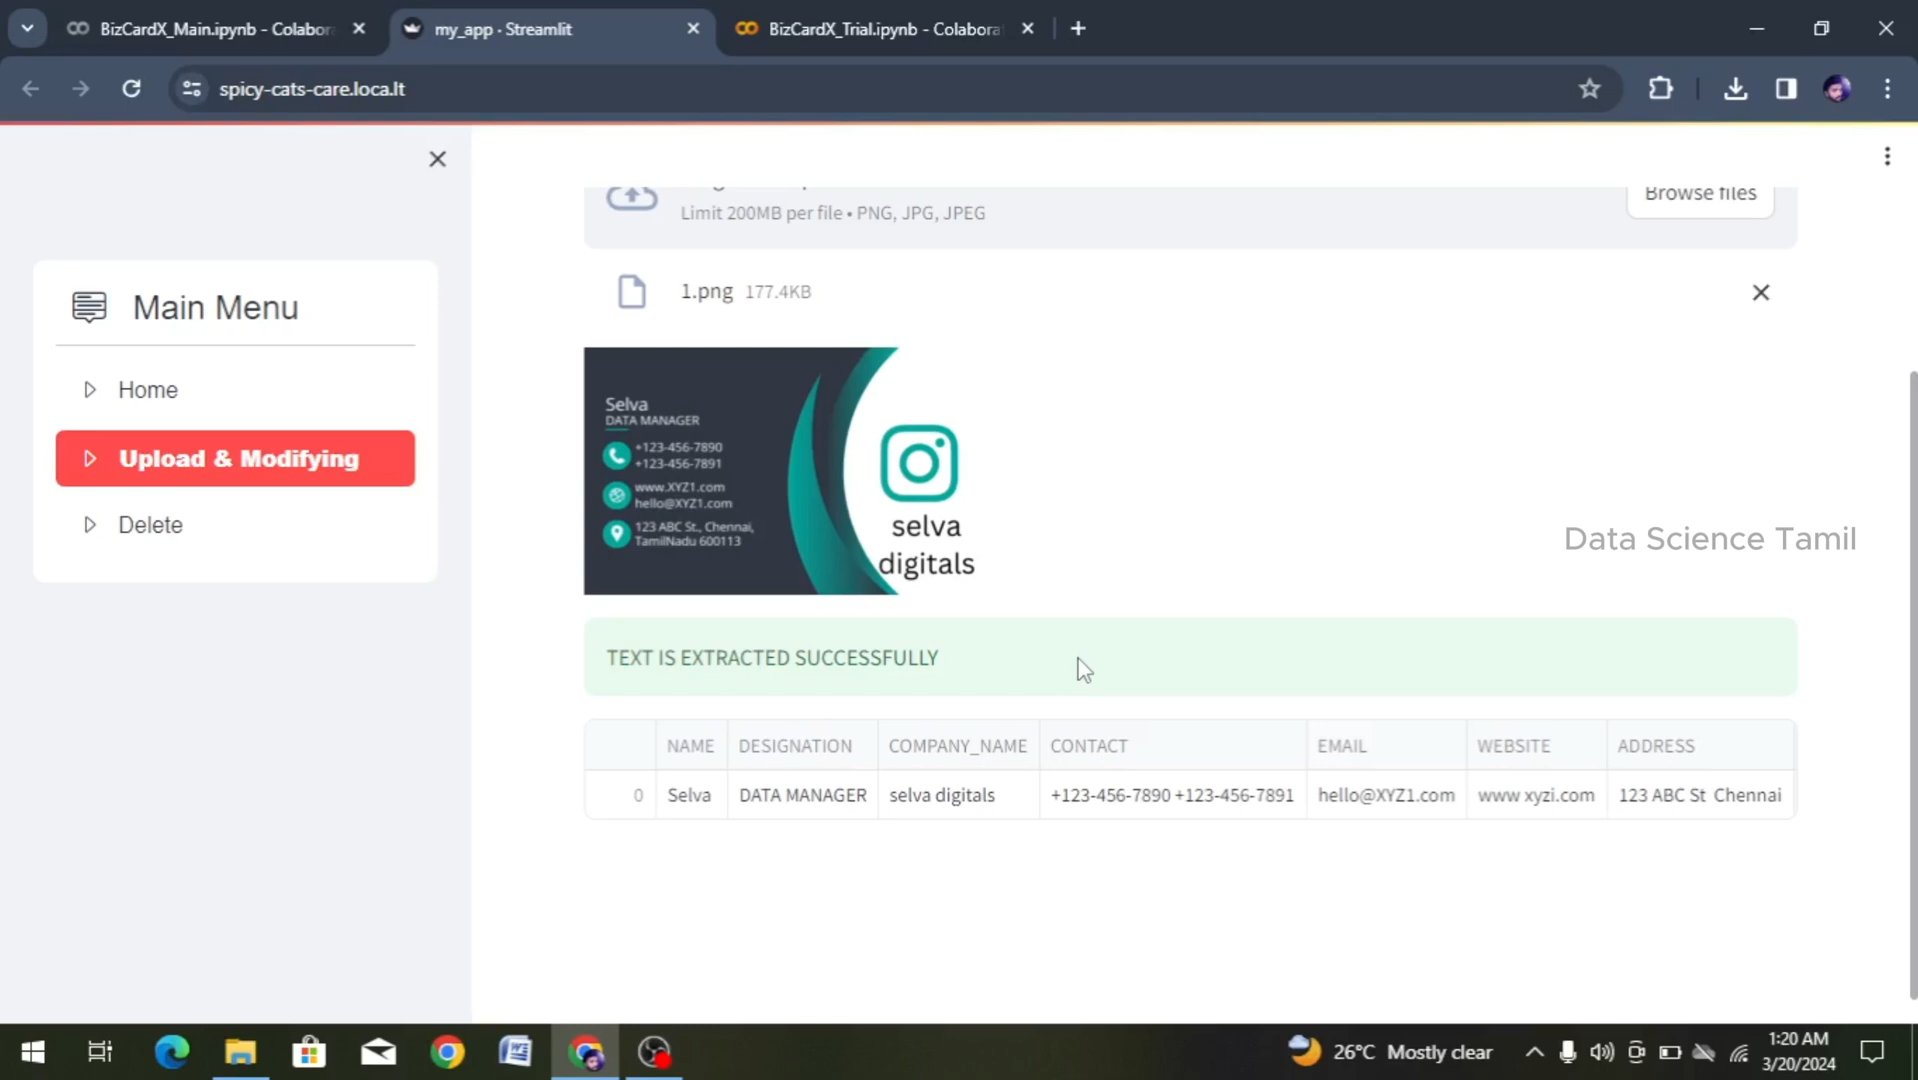 BizCardX_Main.ipynb - Colabora
my_app · Streamlit
BizCardX_Trial.ipynb - Colabora
spicy-cats-care.loca.lt
Main Menu
Home
Upload & Modifying
Delete
Limit 200MB per file • PNG, JPG, JPEG
Browse files
1.png 177.4KB
Selva
DATA MANAGER
+123-456-7890
+123-456-7891
www.XYZ1.com
hello@XYZ1.com
123 ABC St., Chennai,
TamilNadu 600113
selva
digitals
Data Science Tamil
TEXT IS EXTRACTED SUCCESSFULLY
NAME DESIGNATION COMPANY_NAME CONTACT EMAIL WEBSITE ADDRESS
0 Selva DATA MANAGER selva digitals +123-456-7890 +123-456-7891 hello@XYZ1.com www xyzi.com 123 ABC St Chennai
26°C Mostly clear
1:20 AM
3/20/2024